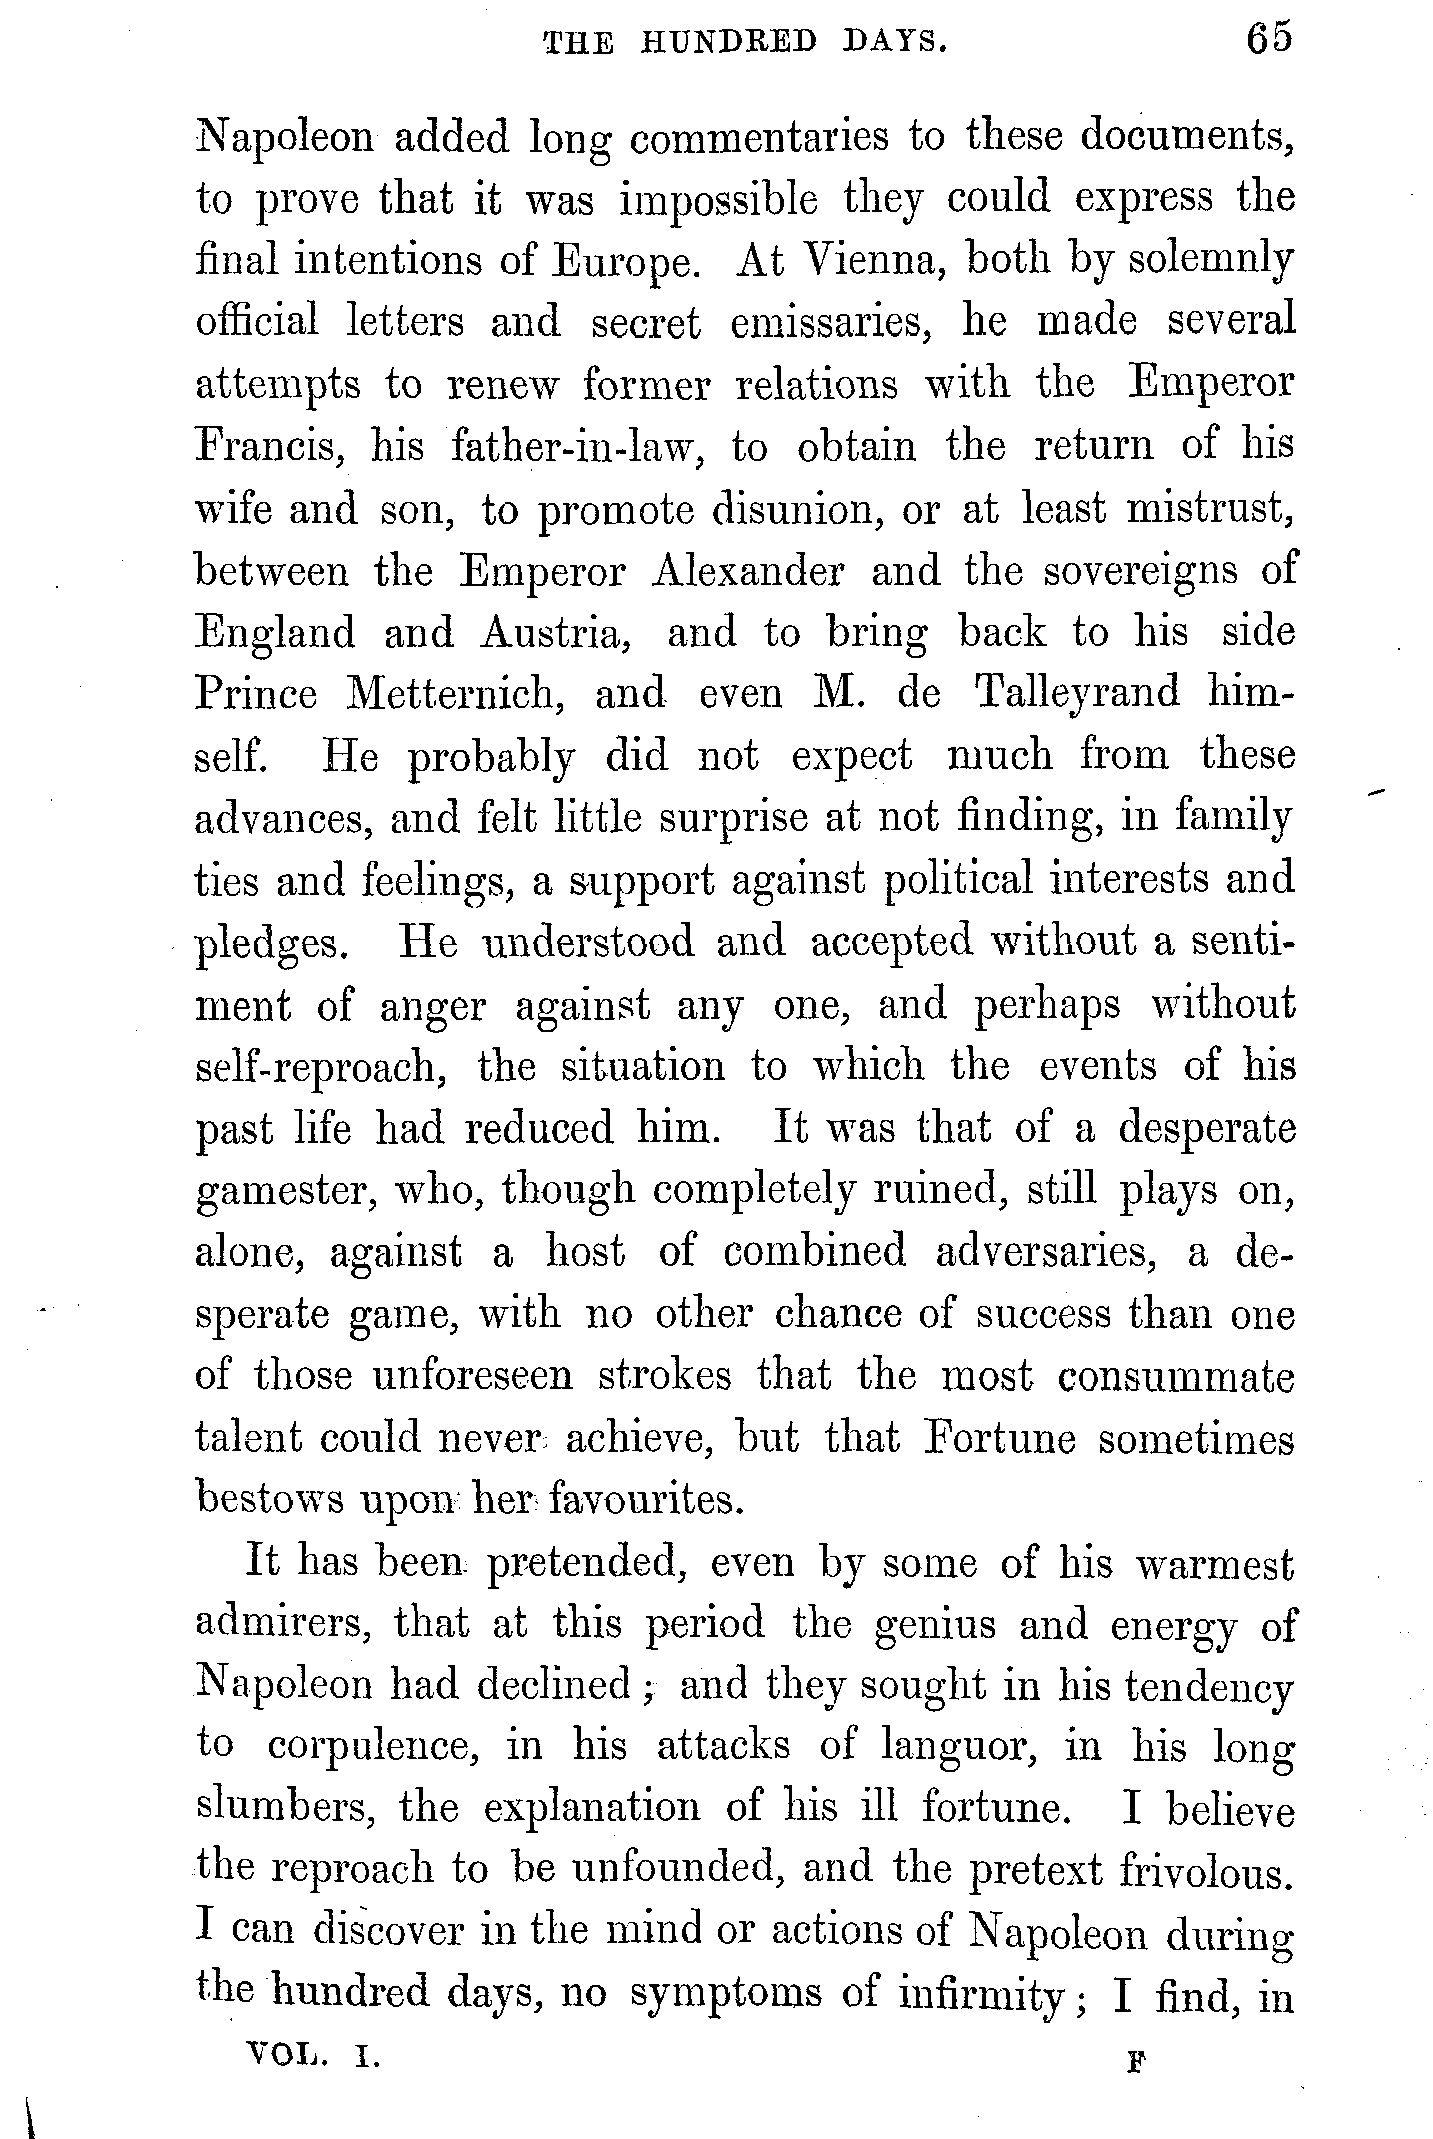 THE HUNDRED DAYS. 65
Napoleon added long commentaries to these documents,
to prove that it was impossible they could express the
final intentions of Europe. At Vienna, both by solemnly
official letters and secret emissaries, he made several
attempts to renew former relations with the Emperor
Francis, his father-in-law, to obtain the return of his
wife and son, to promote disunion, or at least mistrust,
between the Emperor Alexander and the sovereigns of
England and Austria, and to bring back to his side
Prince Metternich, and even M. de Talleyrand him-
self. He probably did not expect much from these
advances, and felt little surprise at not finding, in family
ties and feelings, a support against political interests and
pledges. He understood and accepted without a senti-
ment of anger against any one, and perhaps without
self-reproach, the situation to which the events of his
past life had reduced him. It was that of a desperate
gamester, who, though completely ruined, still plays on,
alone, against a host of combined adversaries, a de-
sperate game, with no other chance of success than one
of those unforeseen strokes that the most consummate
talent could never achieve, but that Fortune sometimes
bestows upon her favourites.
It has been pretended, even by some of his warmest
admirers, that at this period the genius and energy of
Napoleon had declined; and they sought in his tendency
to corpulence, in his attacks of languor, in his long
slumbers, the explanation of his ill fortune. I believe
the reproach to be unfounded, and the pretext frivolous.
I can discover in the mind or actions of Napoleon during
the hundred days, no symptoms of infirmity; I find, in
VOL. I. F